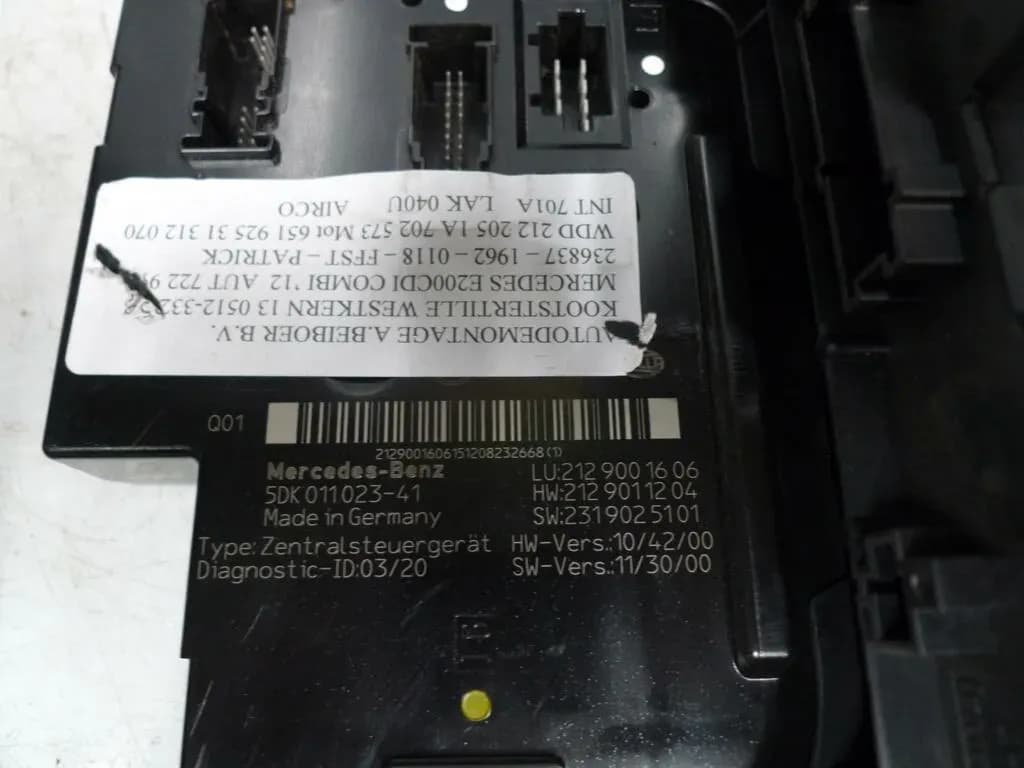 AUTODEMONTAGE A.BEIBOER B.V.
KOOTSTERTILLE WESTKERN 13 0512-
MERCEDES E200CDI COMBI '12 AUT 722
236837 - 1962 - 0118 - FFST - PATRICK
WDD 212 205 1A 702 573 Mot 651 925 31 312 070
INT 701A LAK 040U AIRCO
Q01
2129001606151208232668(1)
Mercedes-Benz
5DK 011 023-41
Made in Germany
LU:212 900 16 06
HW:212 901 12 04
SW:231 902 51 01
Type: Zentralsteuergerät HW-Vers.:10/42/00
Diagnostic-ID:03/20 SW-Vers.:11/30/00